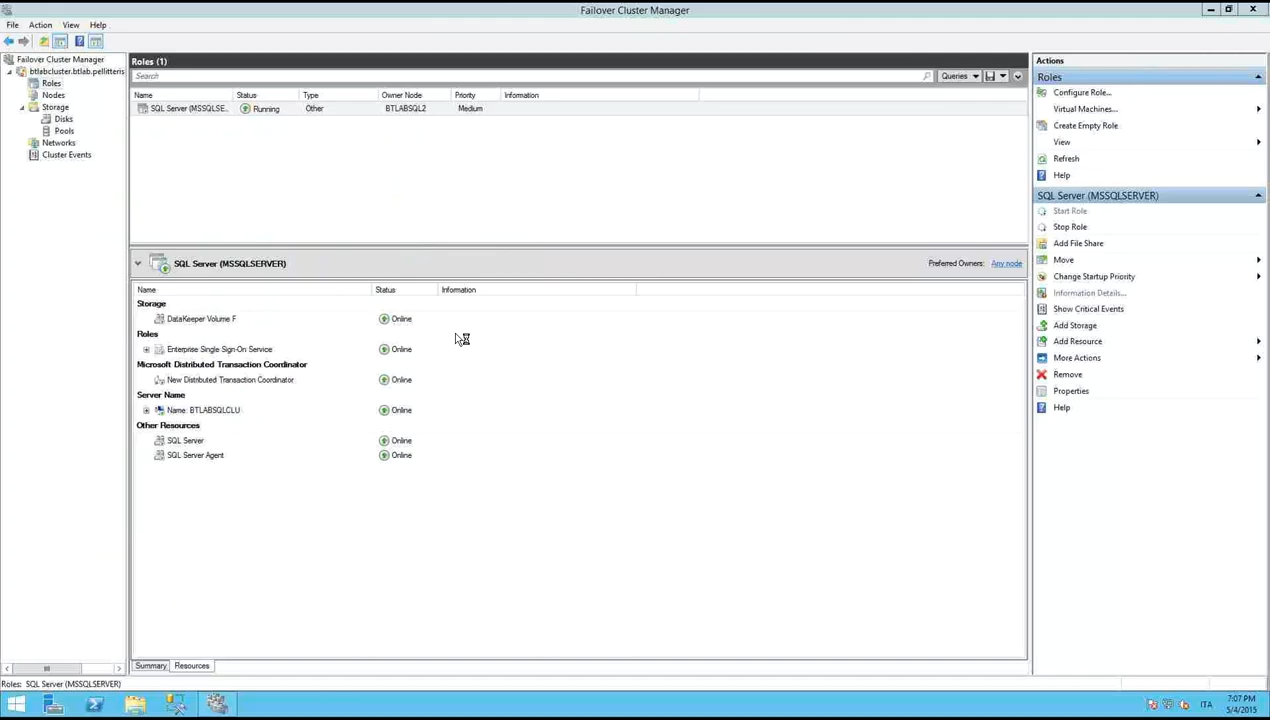 Failover Cluster Manager
File Action View Help
Failover Cluster Manager
btlabcluster.btlab.pellitteris
Roles
Nodes
Storage
Disks
Pools
Networks
Cluster Events
Roles (1)
Search
Queries
Name Status Type Owner Node Priority Information
SQL Server (MSSQLSE... Running Other BTLABSQL2 Medium
SQL Server (MSSQLSERVER)
Preferred Owners: Any node
Name Status Information
Storage
DataKeeper Volume F Online
Roles
Enterprise Single Sign-On Service Online
Microsoft Distributed Transaction Coordinator
New Distributed Transaction Coordinator Online
Server Name
Name: BTLABSQLCLU Online
Other Resources
SQL Server Online
SQL Server Agent Online
Summary Resources
Actions
Roles
Configure Role...
Virtual Machines...
Create Empty Role
View
Refresh
Help
SQL Server (MSSQLSERVER)
Start Role
Stop Role
Add File Share
Move
Change Startup Priority
Information Details...
Show Critical Events
Add Storage
Add Resource
More Actions
Remove
Properties
Help
Roles: SQL Server (MSSQLSERVER)
ITA
7:07 PM
5/4/2015